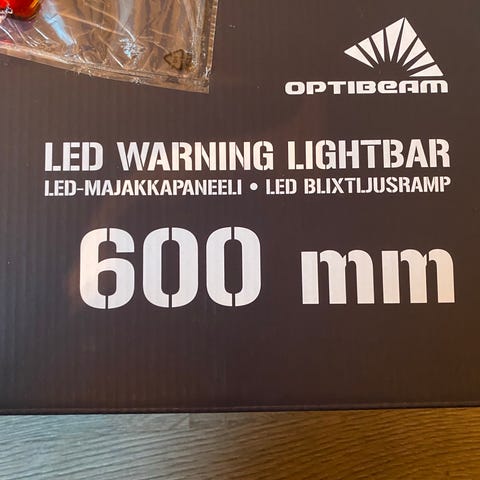 OPTIBEAM
LED WARNING LIGHTBAR
LED-MAJAKKAPANEELI • LED BLIXTLJUSRAMP
600 mm